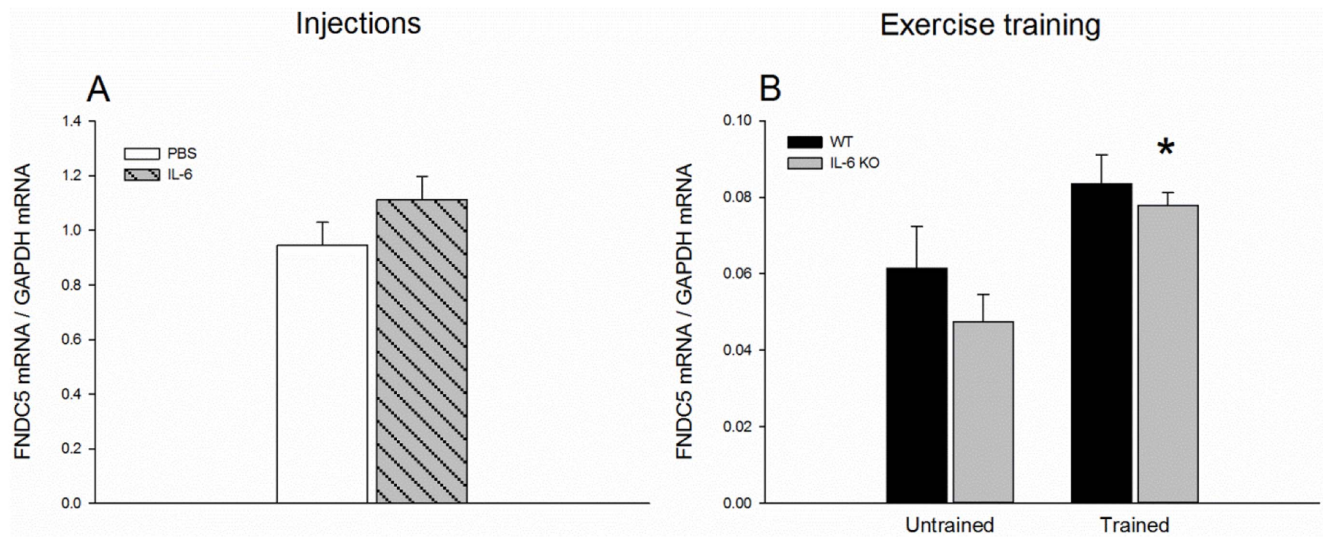 Injections
Exercise training
A
FNDC5 mRNA / GAPDH mRNA
1.4
1.2
1.0
0.8
0.6
0.4
0.2
0.0
PBS
IL-6
B
FNDC5 mRNA / GAPDH mRNA
0.10
0.08
0.06
0.04
0.02
0.00
WT
IL-6 KO
*
Untrained
Trained